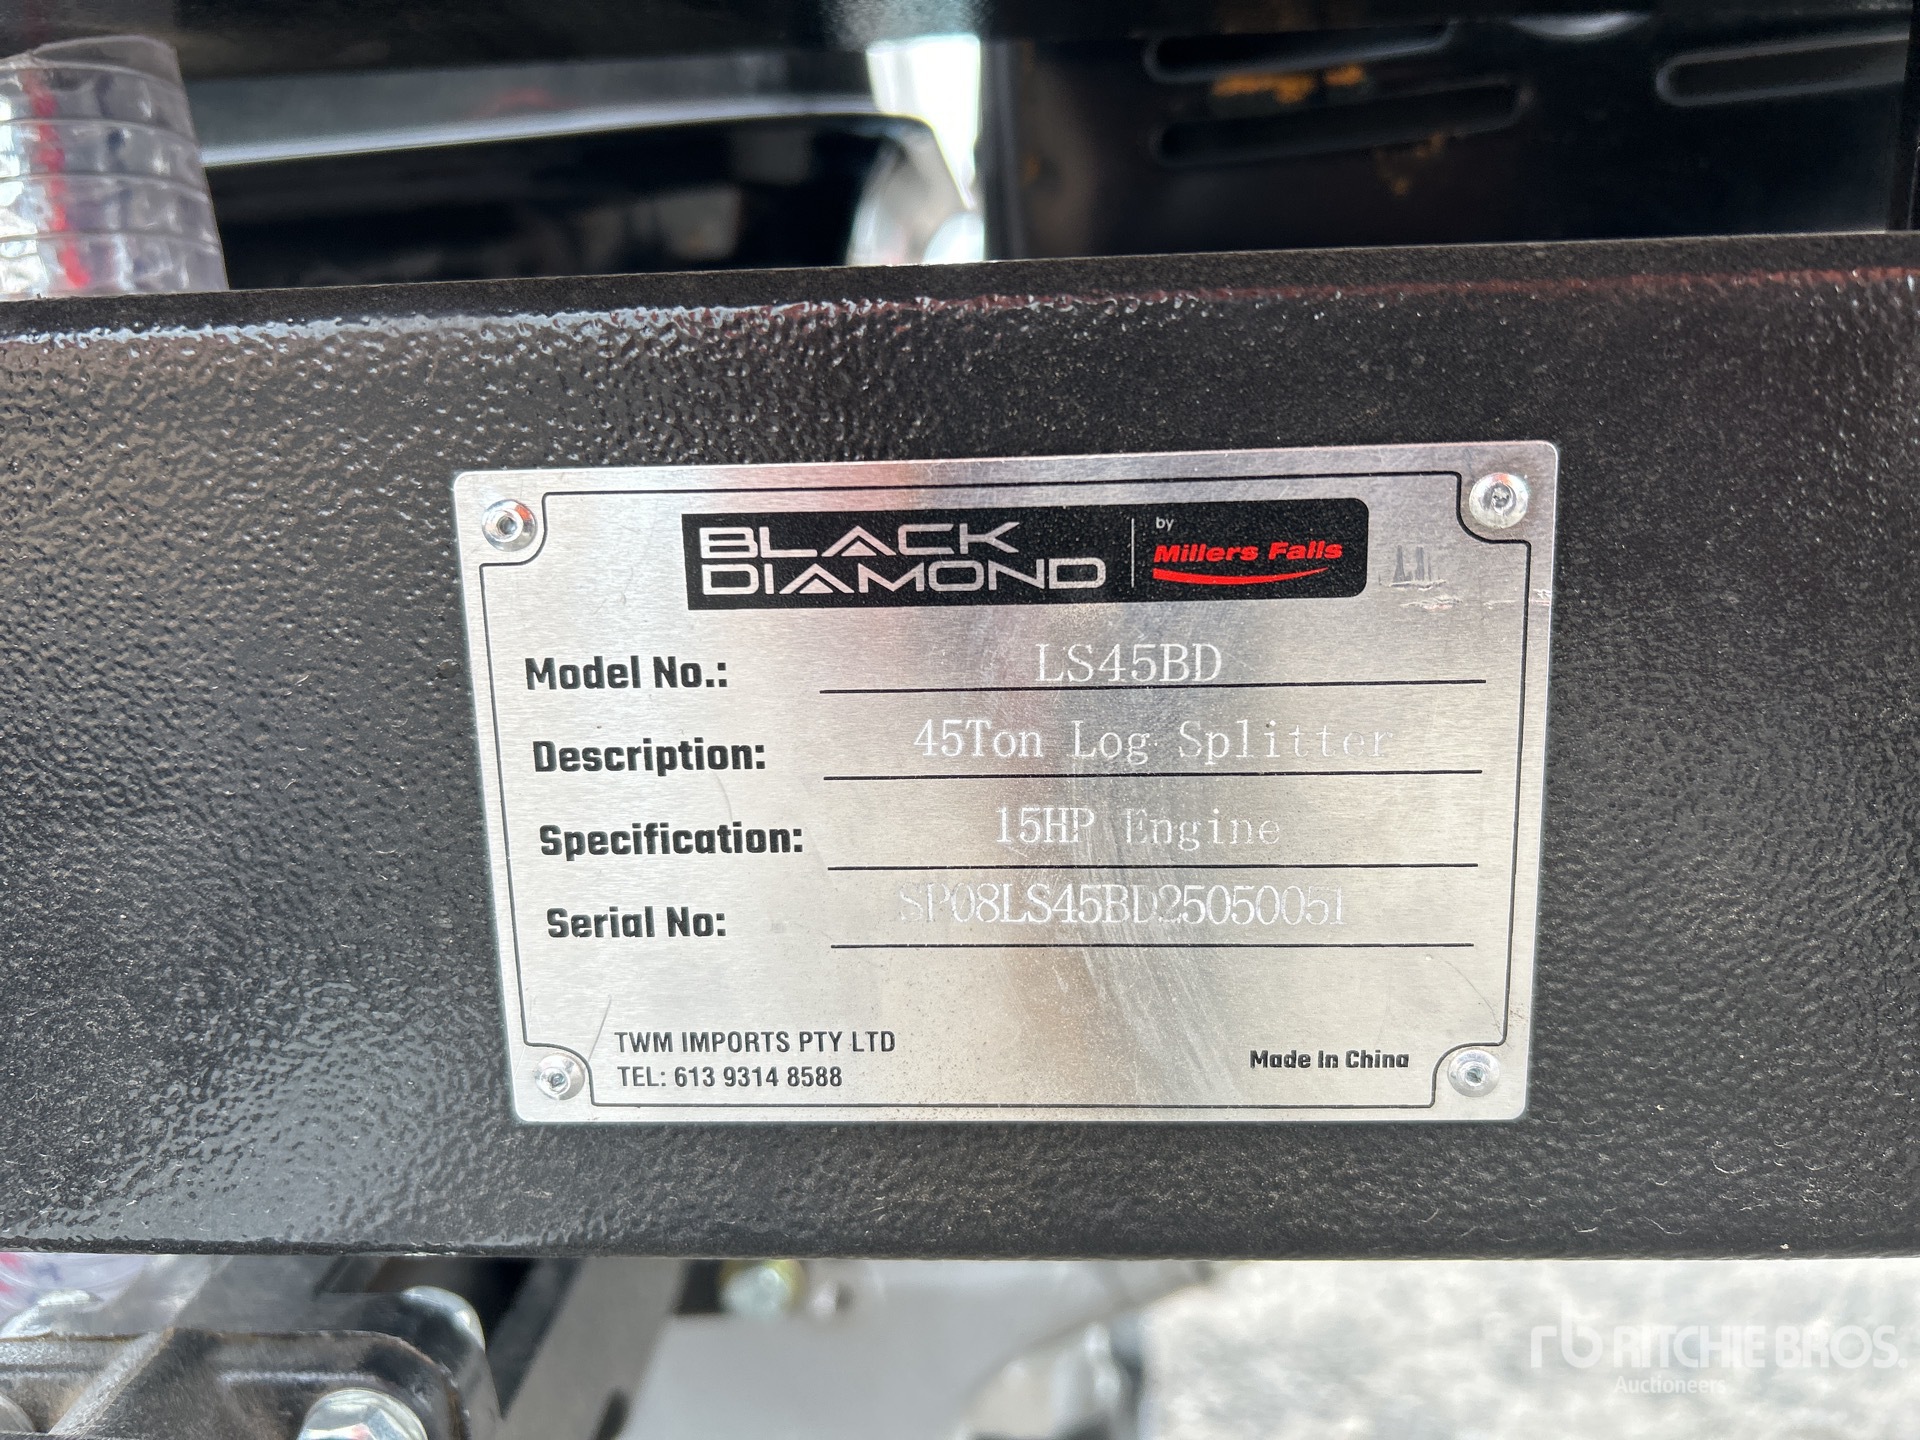 BLACK DIAMOND
by Millers Falls
Model No.: LS45BD
Description: 45Ton Log Splitter
Specification: 15HP Engine
Serial No: SP08LS45BD25050051
TWM IMPORTS PTY LTD
TEL: 613 9314 8588
Made In China
rb RITCHIE BROS.
Auctioneers